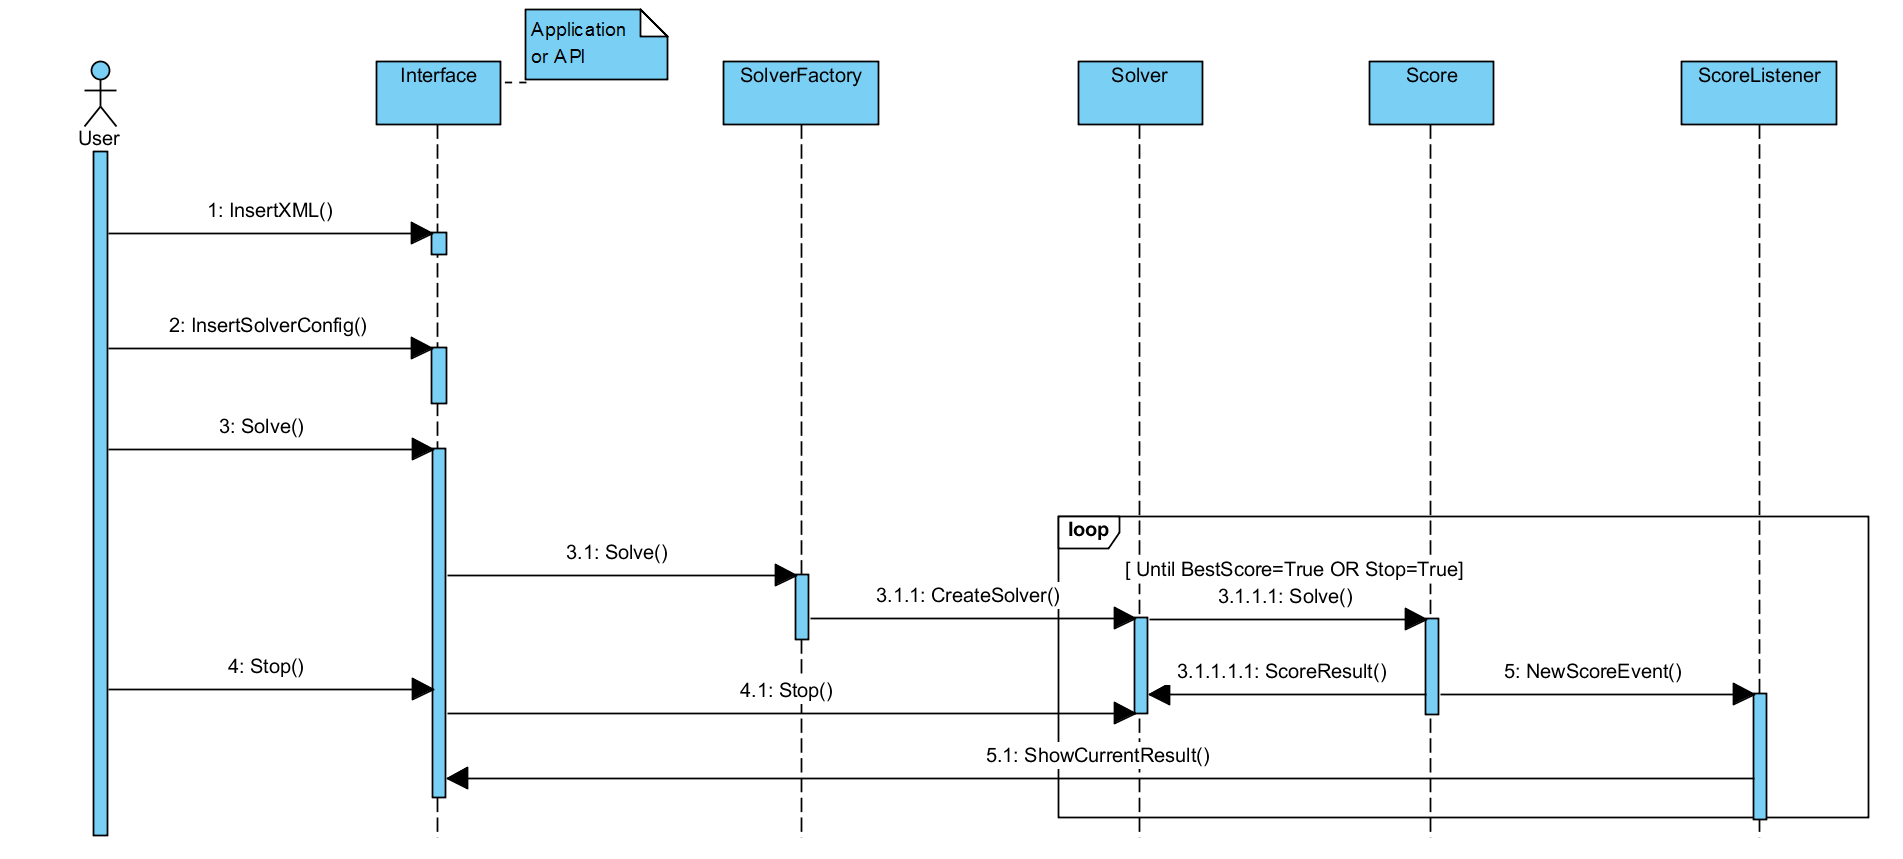 Application
or API
Interface
SolverFactory
Solver
Score
ScoreListener
User
1: InsertXML()
2: InsertSolverConfig()
3: Solve()
loop
3.1: Solve()
[ Until BestScore=True OR Stop=True]
3.1.1: CreateSolver()
3.1.1.1: Solve()
4: Stop()
3.1.1.1.1: ScoreResult()
5: NewScoreEvent()
4.1: Stop()
5.1: ShowCurrentResult()